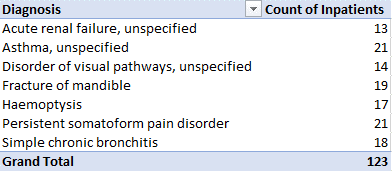 Diagnosis Count of Inpatients
Acute renal failure, unspecified 13
Asthma, unspecified 21
Disorder of visual pathways, unspecified 14
Fracture of mandible 19
Haemoptysis 17
Persistent somatoform pain disorder 21
Simple chronic bronchitis 18
Grand Total 123